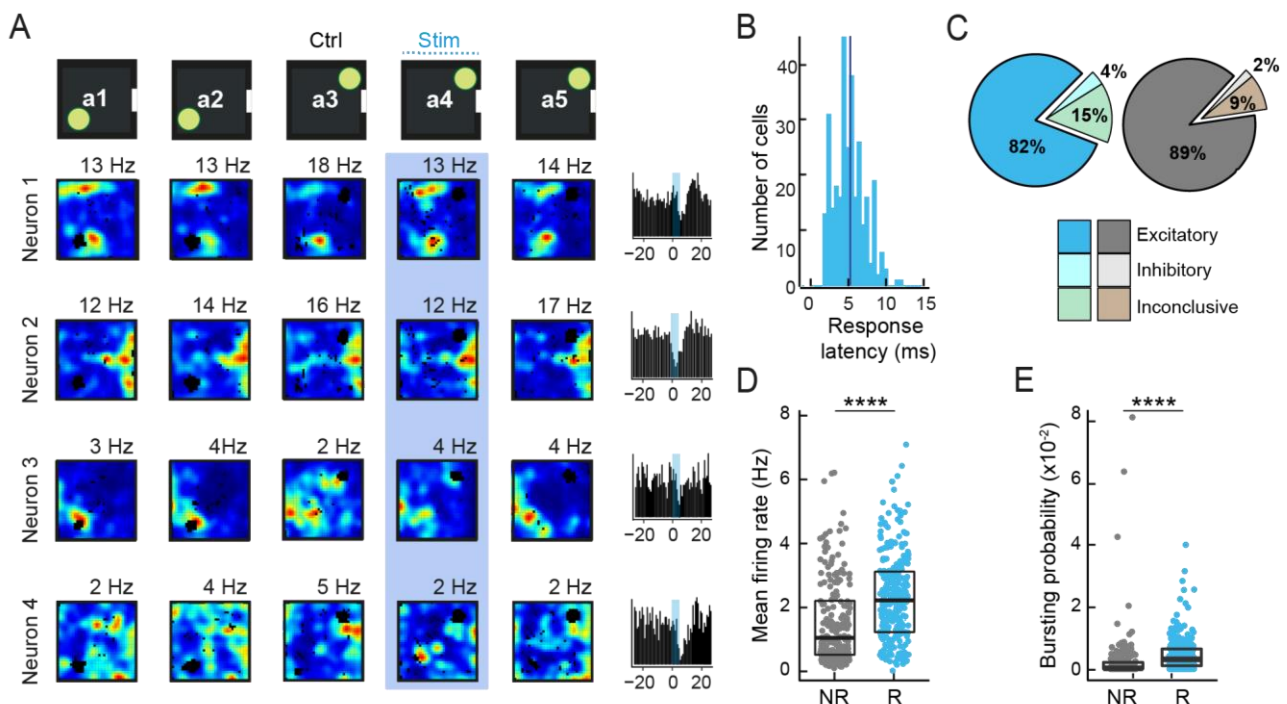 A
Ctrl
Stim
a1
a2
a3
a4
a5
Neuron 1
13 Hz
13 Hz
18 Hz
13 Hz
14 Hz
−20 0 20
Neuron 2
12 Hz
14 Hz
16 Hz
12 Hz
17 Hz
−20 0 20
Neuron 3
3 Hz
4Hz
2 Hz
4 Hz
4 Hz
−20 0 20
Neuron 4
2 Hz
4 Hz
5 Hz
2 Hz
2 Hz
−20 0 20
ms
B
Number of cells
40
30
20
10
0
0 5 10 15
Response
latency (ms)
C
4%
15%
82%
2%
9%
89%
Excitatory
Inhibitory
Inconclusive
D
Mean firing rate (Hz)
8
6
4
2
0
****
NR R
E
Bursting probability (x10⁻²)
8
6
4
2
0
****
NR R